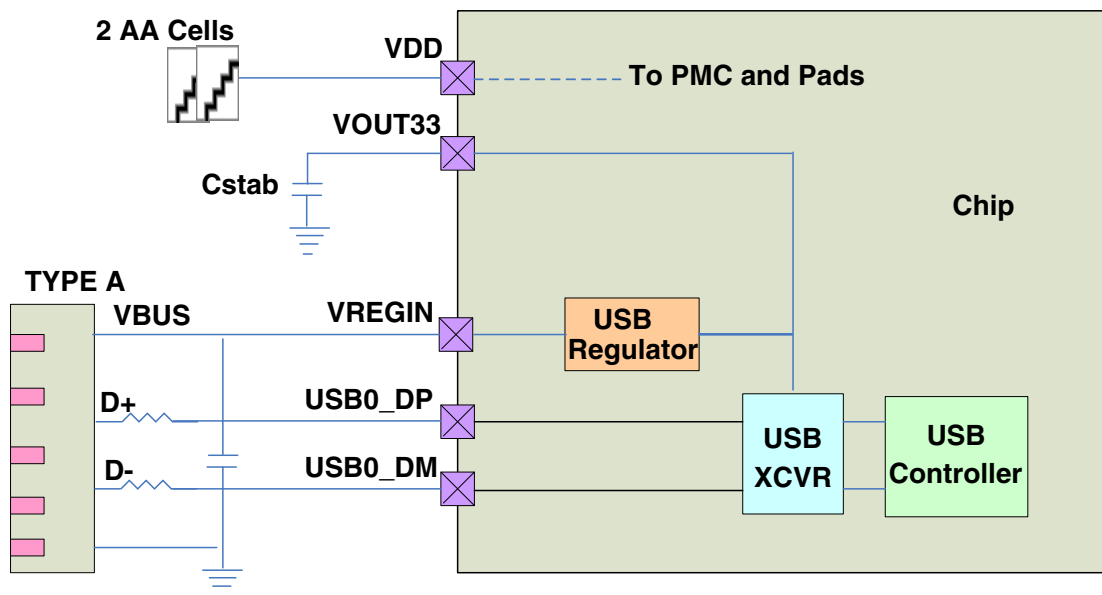 2 AA Cells
VDD
To PMC and Pads
VOUT33
Cstab
Chip
TYPE A
VBUS
VREGIN
USB
Regulator
D+
USB0_DP
D-
USB0_DM
USB
XCVR
USB
Controller